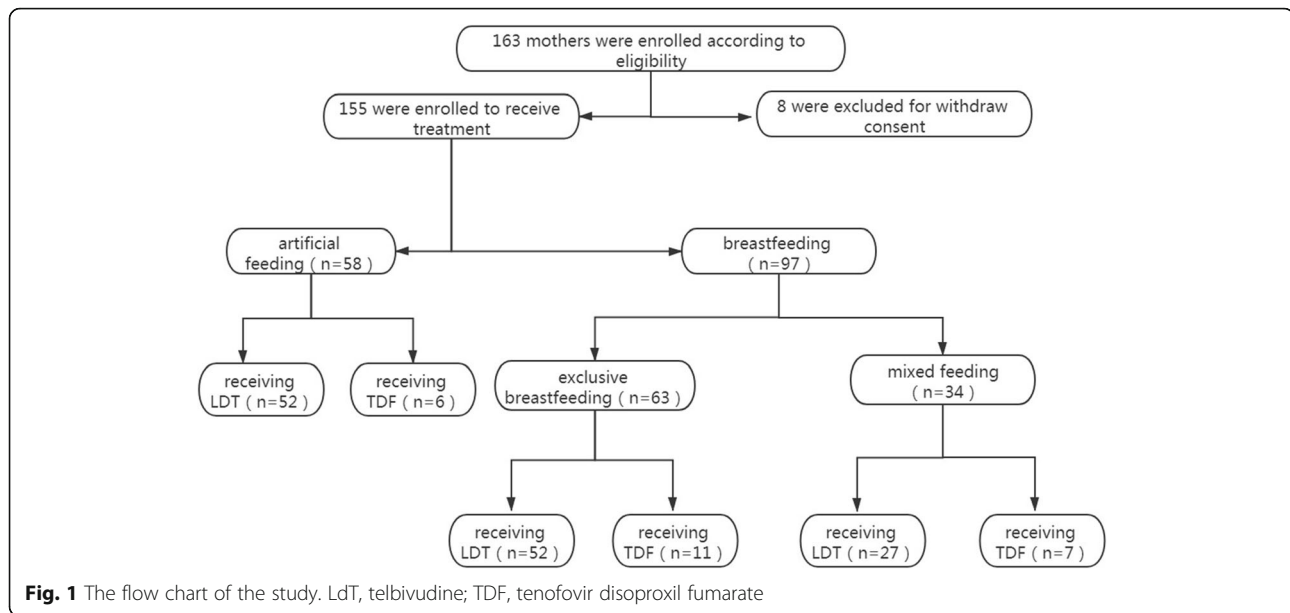 163 mothers were enrolled according to
eligibility
155 were enrolled to receive
treatment
8 were excluded for withdraw
consent
artificial
feeding（n=58）
breastfeeding
（n=97）
receiving
LDT（n=52）
receiving
TDF（n=6）
exclusive
breastfeeding（n=63）
mixed feeding
（n=34）
receiving
LDT（n=52）
receiving
TDF（n=11）
receiving
LDT（n=27）
receiving
TDF（n=7）
Fig. 1 The flow chart of the study. LdT, telbivudine; TDF, tenofovir disoproxil fumarate